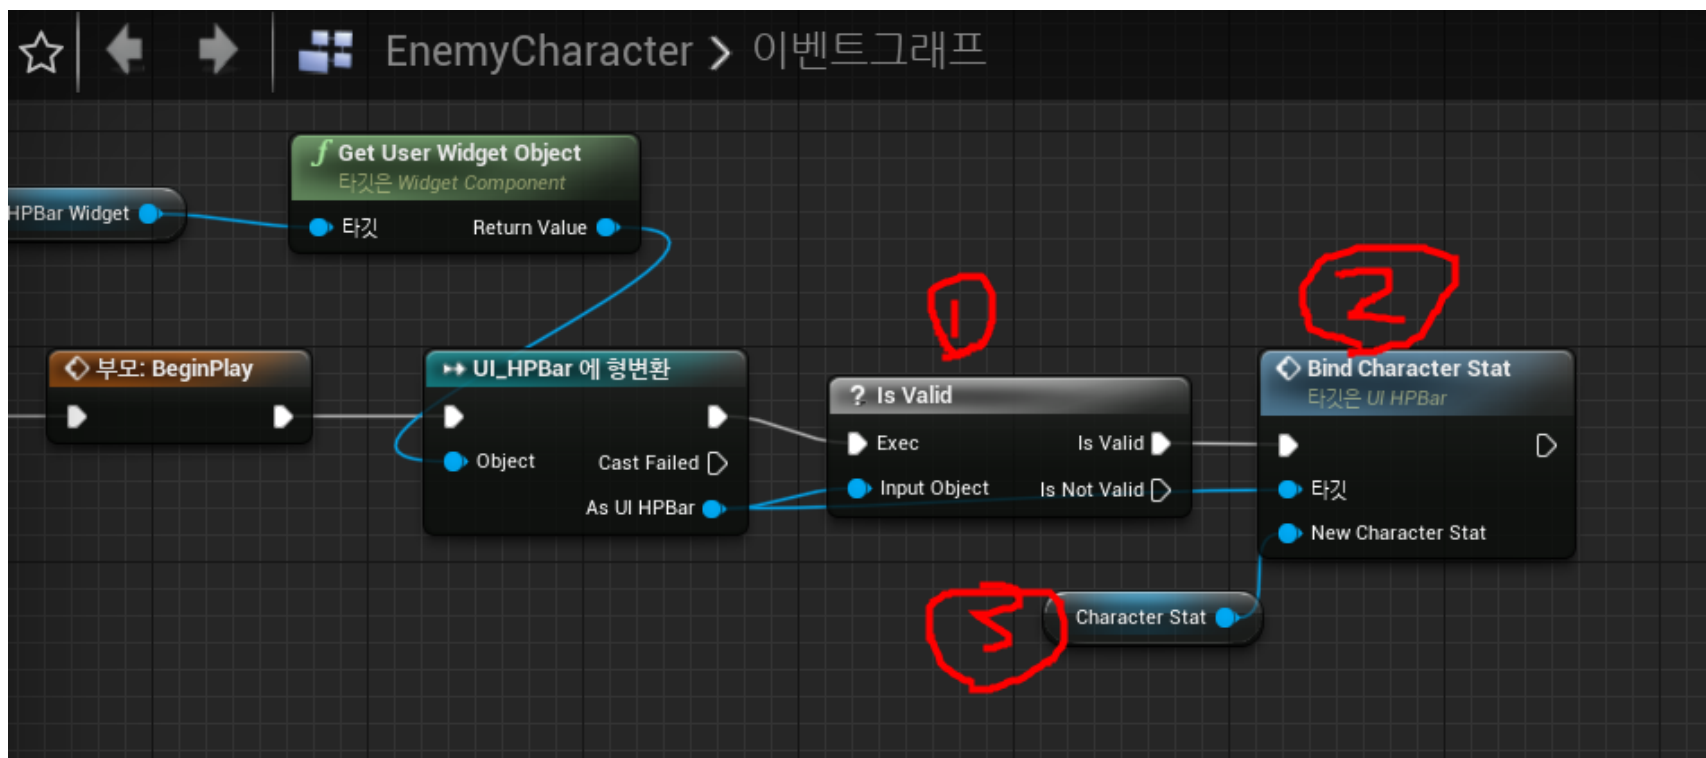 EnemyCharacter > 이벤트그래프
Get User Widget Object
타깃은 Widget Component
HPBar Widget
타깃 Return Value
1
2
부모: BeginPlay
UI_HPBar 에 형변환
Bind Character Stat
타깃은 UI HPBar
? Is Valid
Exec Is Valid
Object Cast Failed
Input Object Is Not Valid
타깃
As UI HPBar
New Character Stat
3
Character Stat